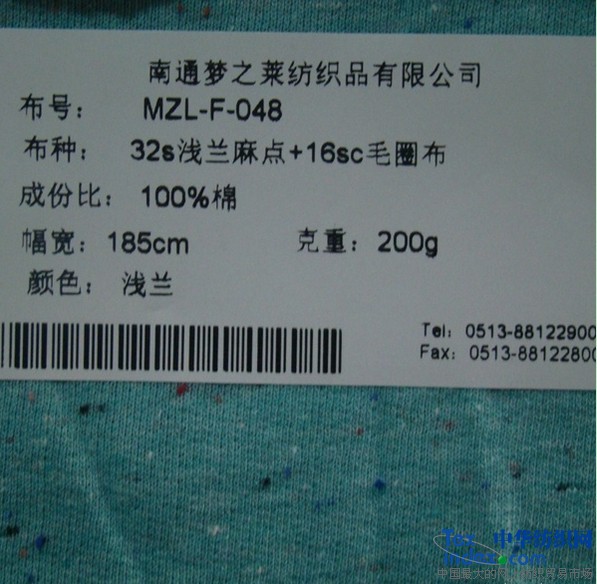 南通梦之莱纺织品有限公司
布号： MZL-F-048
布种： 32s浅兰麻点+16sc毛圈布
成份比： 100%棉
幅宽： 185cm 克重： 200g
颜色： 浅兰
Tel： 0513-88122900
Fax： 0513-88122800
中华纺织网